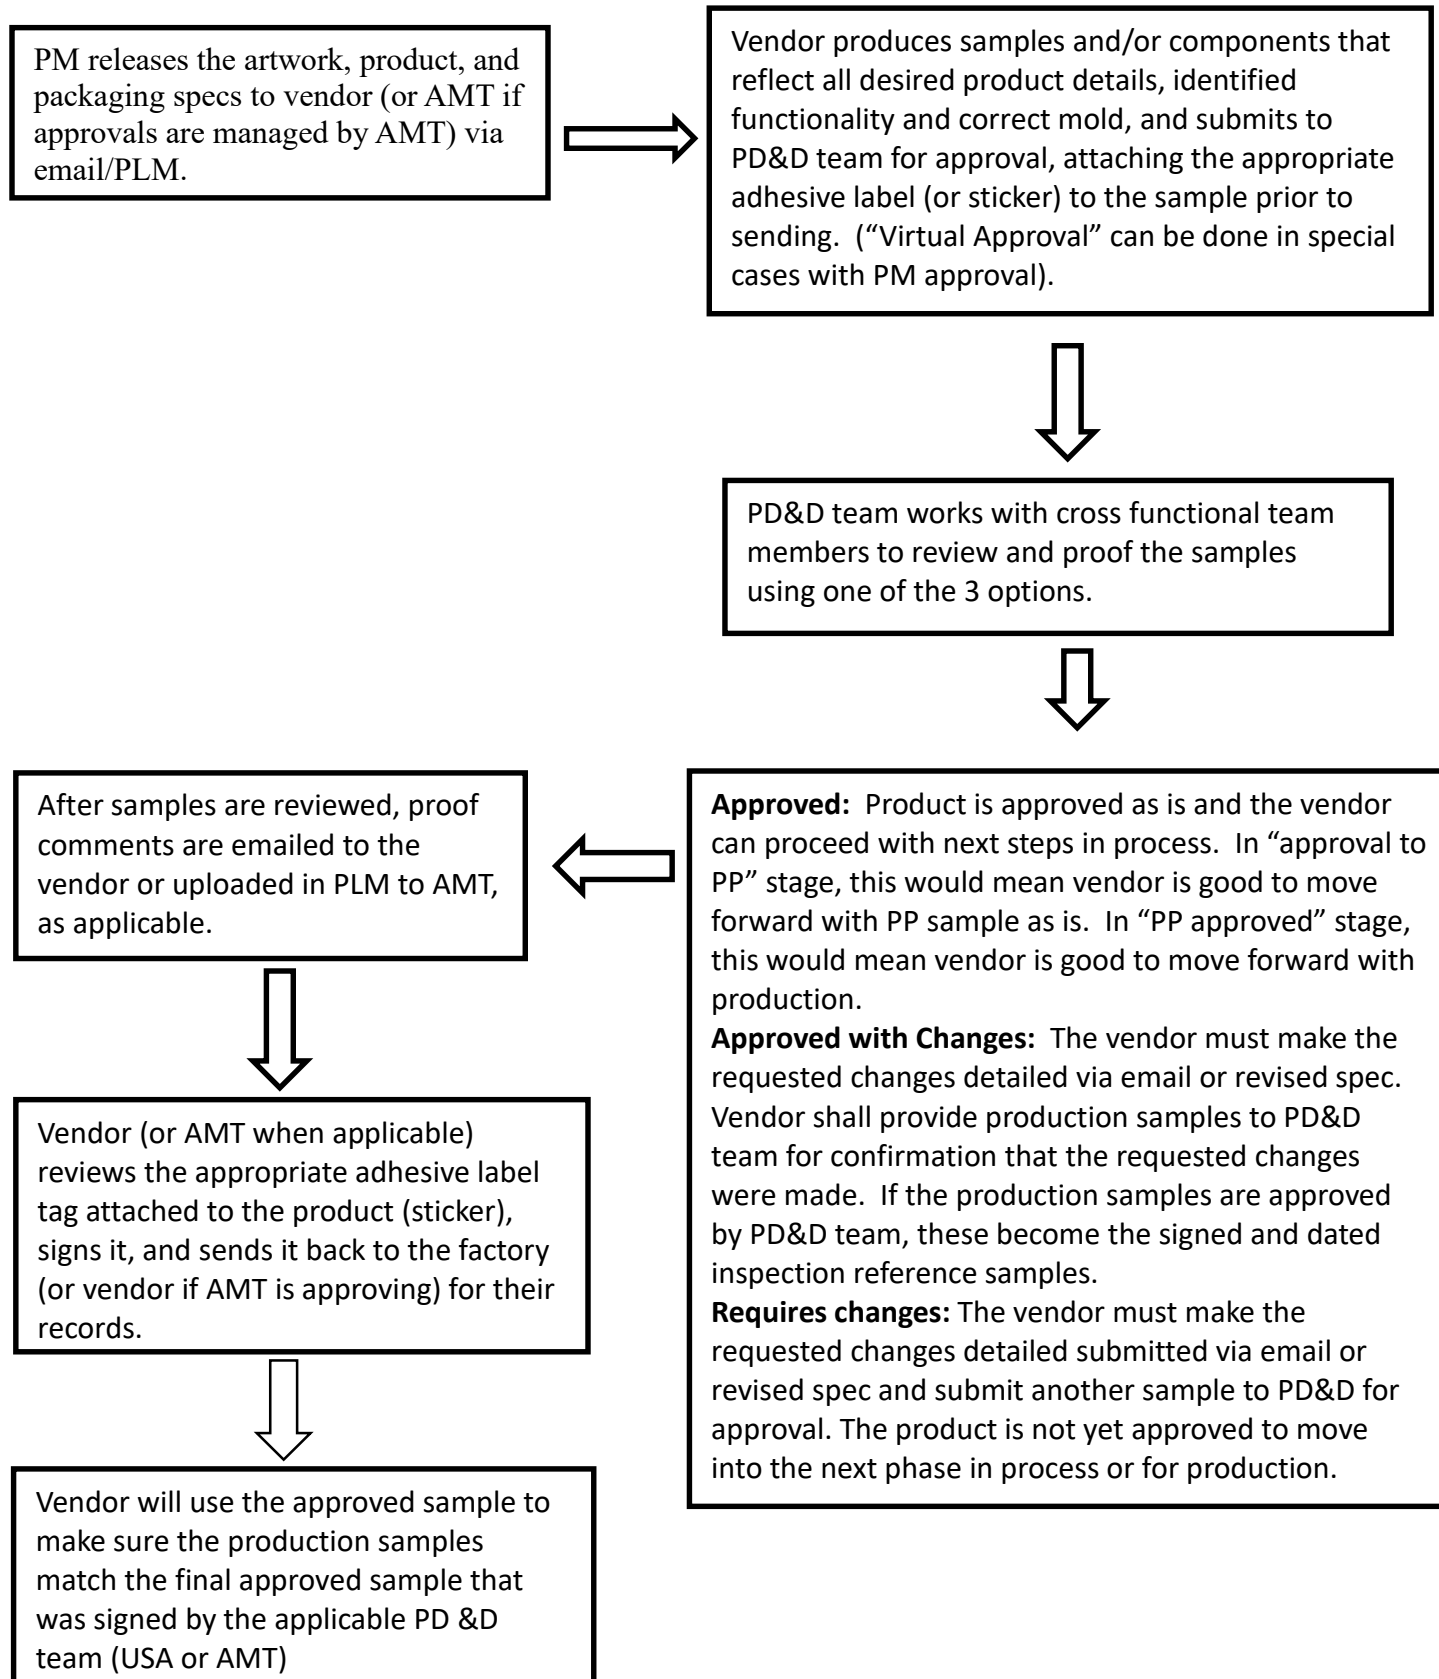 PM releases the artwork, product, and
packaging specs to vendor (or AMT if
approvals are managed by AMT) via
email/PLM.
Vendor produces samples and/or components that
reflect all desired product details, identified
functionality and correct mold, and submits to
PD&D team for approval, attaching the appropriate
adhesive label (or sticker) to the sample prior to
sending.  (“Virtual Approval” can be done in special
cases with PM approval).
PD&D team works with cross functional team
members to review and proof the samples
using one of the 3 options.
Approved:  Product is approved as is and the vendor
can proceed with next steps in process.  In “approval to
PP” stage, this would mean vendor is good to move
forward with PP sample as is.  In “PP approved” stage,
this would mean vendor is good to move forward with
production.
Approved with Changes:  The vendor must make the
requested changes detailed via email or revised spec.
Vendor shall provide production samples to PD&D
team for confirmation that the requested changes
were made.  If the production samples are approved
by PD&D team, these become the signed and dated
inspection reference samples.
Requires changes: The vendor must make the
requested changes detailed submitted via email or
revised spec and submit another sample to PD&D for
approval. The product is not yet approved to move
into the next phase in process or for production.
After samples are reviewed, proof
comments are emailed to the
vendor or uploaded in PLM to AMT,
as applicable.
Vendor (or AMT when applicable)
reviews the appropriate adhesive label
tag attached to the product (sticker),
signs it, and sends it back to the factory
(or vendor if AMT is approving) for their
records.
Vendor will use the approved sample to
make sure the production samples
match the final approved sample that
was signed by the applicable PD &D
team (USA or AMT)